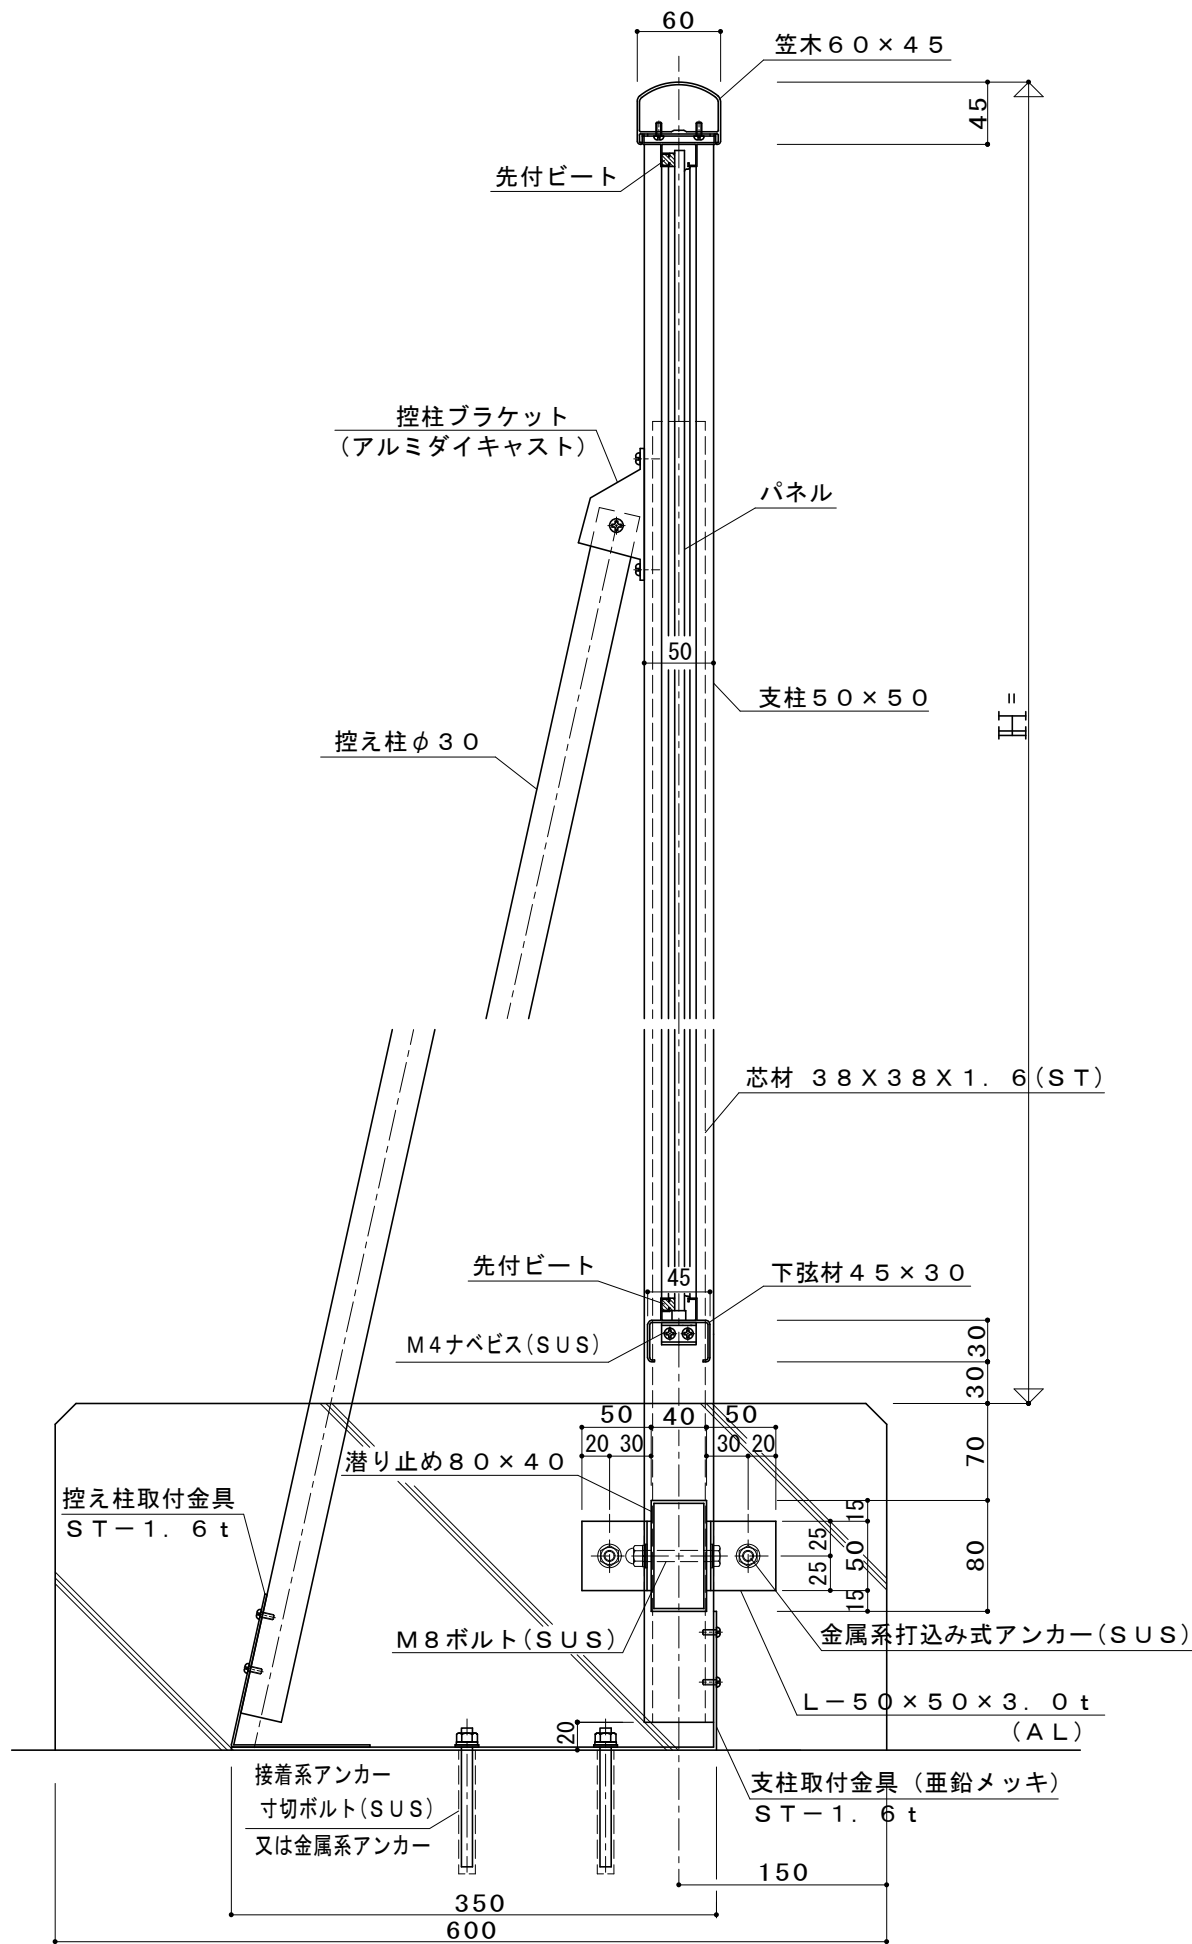 60
笠木60×45
45
先付ビート
控柱ブラケット
(アルミダイキャスト)
パネル
50
支柱50×50
H=
控え柱φ30
芯材 38X38X1.6(ST)
先付ビート
45
下弦材45×30
M4ナベビス(SUS)
30
30
50 40 50
20 30 30 20
70
潜り止め80×40
控え柱取付金具
ST-1.6t
15
25
50
25
15
80
M8ボルト(SUS)
金属系打込み式アンカー(SUS)
L-50×50×3.0t
(AL)
20
接着系アンカー
寸切ボルト(SUS)
又は金属系アンカー
支柱取付金具(亜鉛メッキ)
ST-1.6t
150
350
600